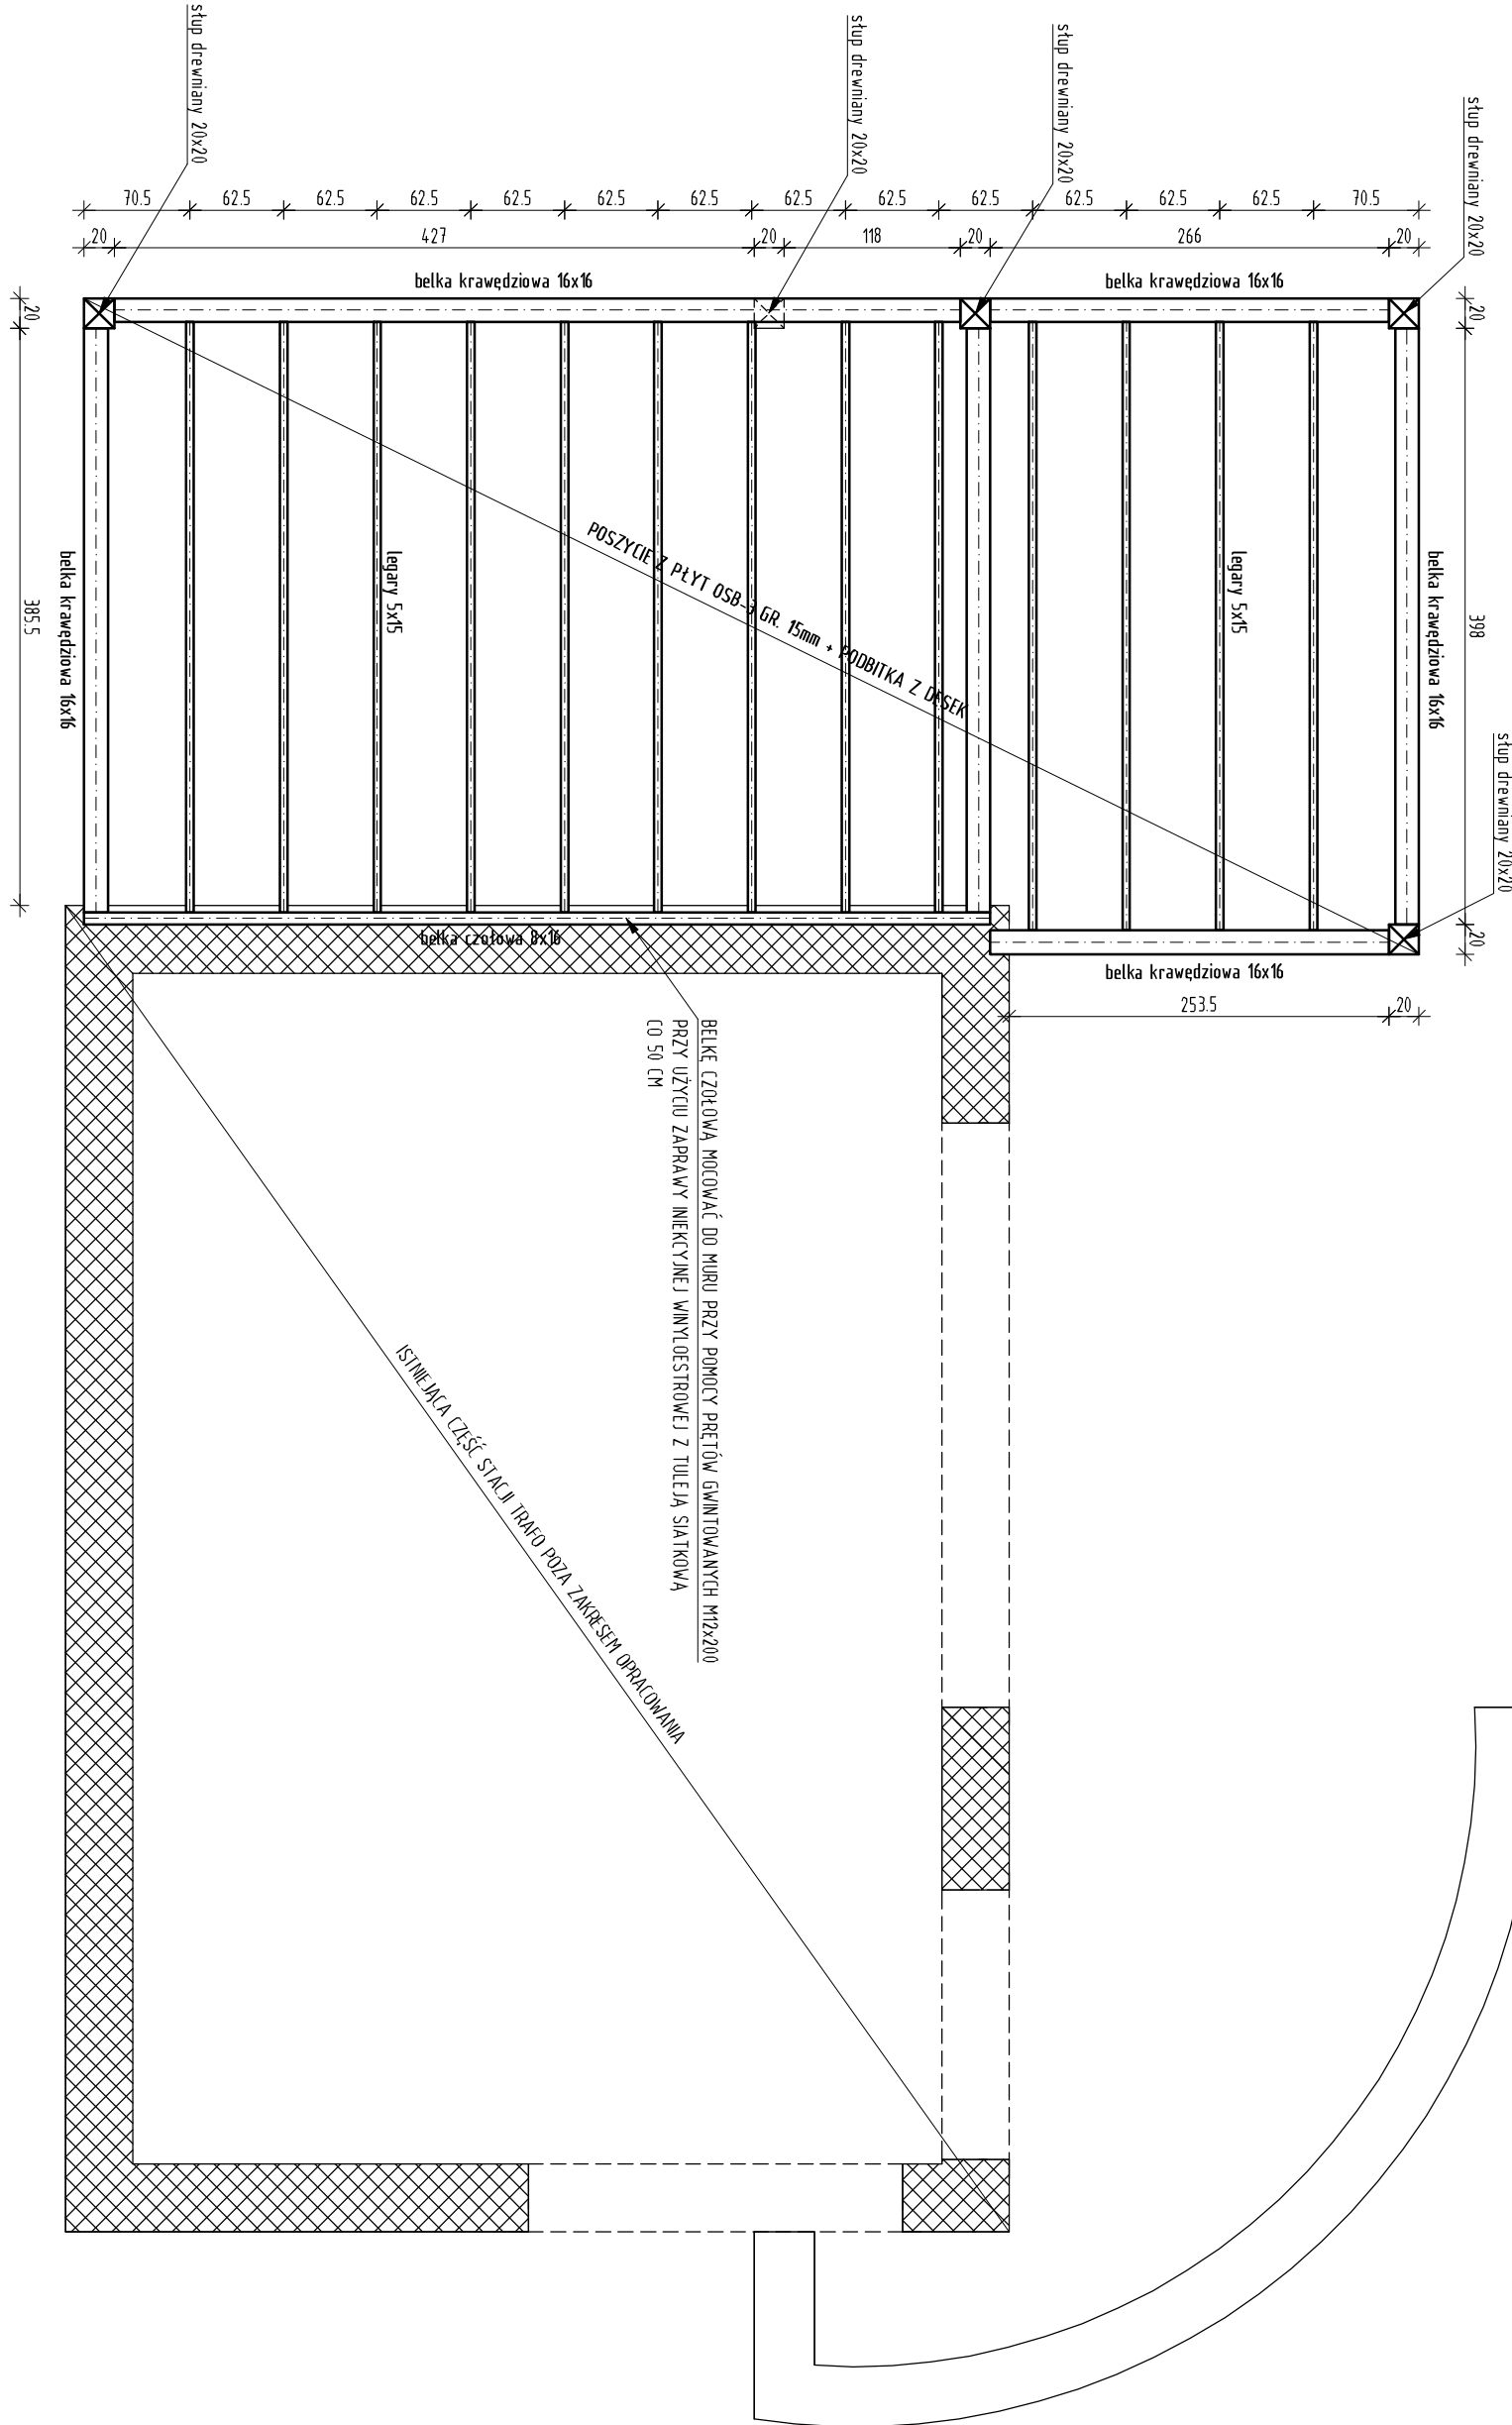 słup drewniany 20x20
słup drewniany 20x20
słup drewniany 20x20
słup drewniany 20x20
70.5 62.5 62.5 62.5 62.5 62.5 62.5 62.5 62.5 62.5 62.5 62.5 62.5 70.5
20 427 20 118 20 266 20
belka krawędziowa 16x16
belka krawędziowa 16x16
20
20
belka krawędziowa 16x16
385.5
legary 5x15
POSZYCIE Z PŁYT OSB-3 GR. 15mm + PODBITKA Z DESEK
legary 5x15
belka krawędziowa 16x16
398
słup drewniany 20x20
20
belka czołowa 8x16
belka krawędziowa 16x16
253.5 20
BELKĘ CZOŁOWĄ MOCOWAĆ DO MURU PRZY POMOCY PRĘTÓW GWINTOWANYCH M12x200
PRZY UŻYCIU ZAPRAWY INIEKCYJNEJ WINYLOESTROWEJ Z TULEJĄ SIATKOWĄ
CO 50 CM
ISTNIEJĄCA CZĘŚĆ STACJI TRAFO POZA ZAKRESEM OPRACOWANIA